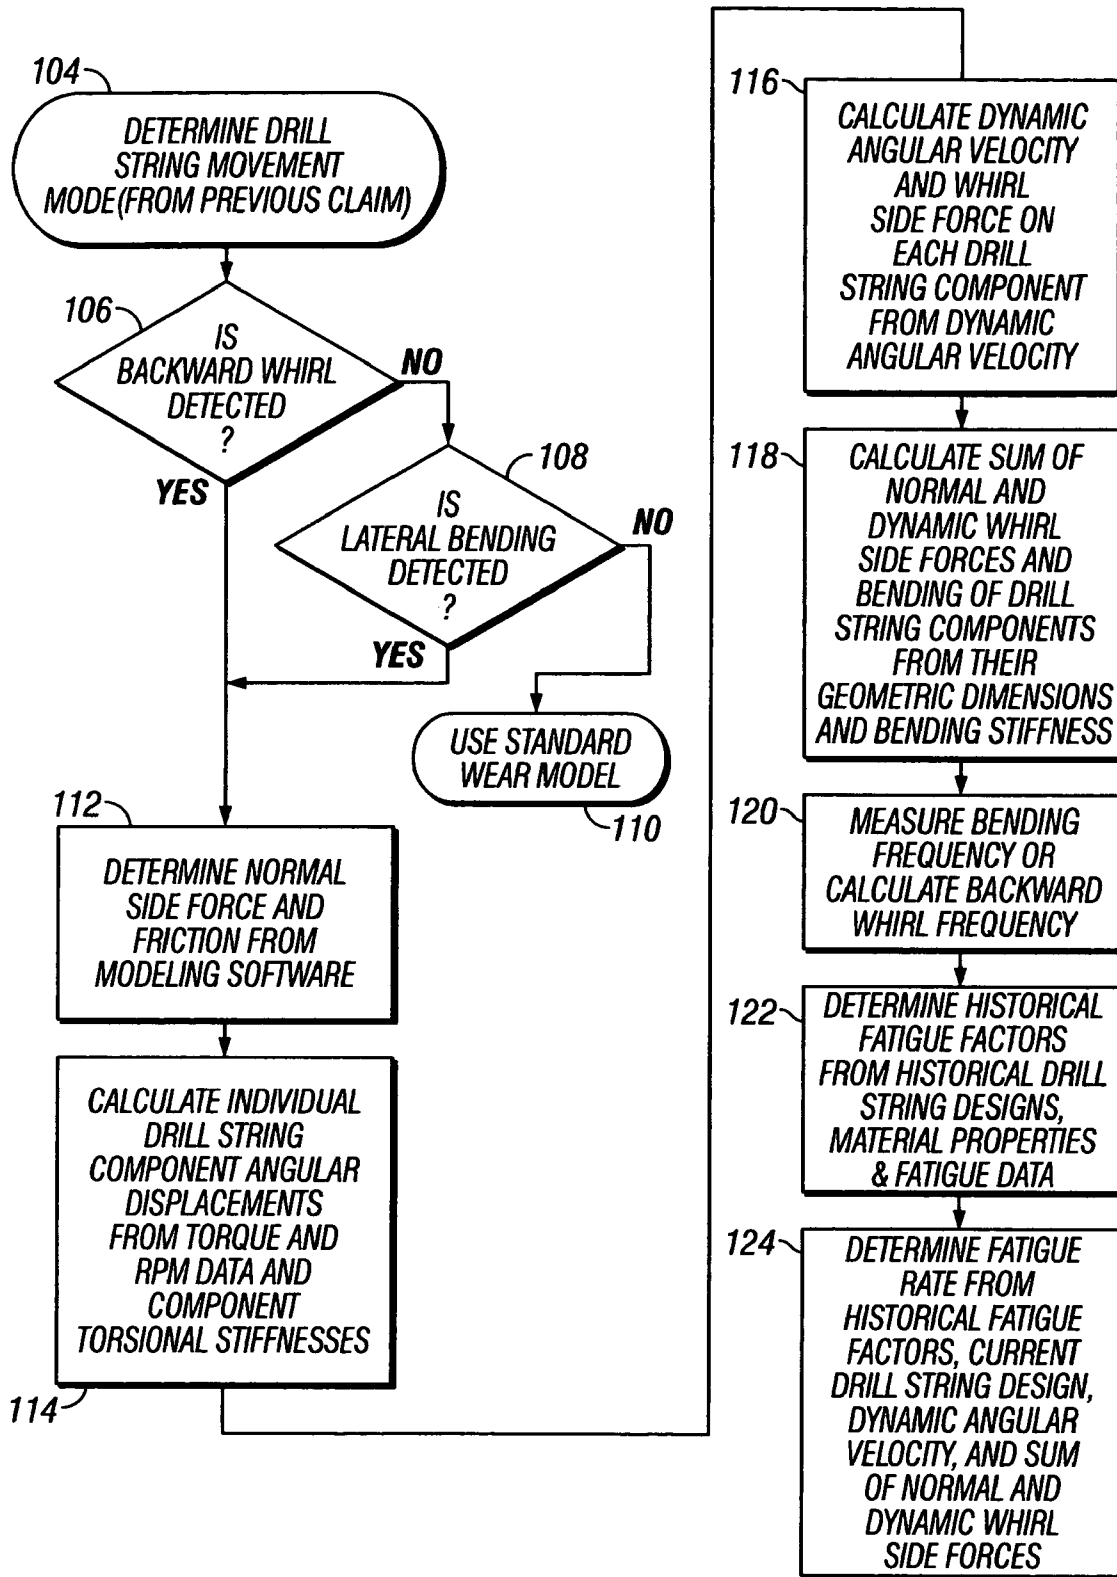 104
DETERMINE DRILL
STRING MOVEMENT
MODE(FROM PREVIOUS CLAIM)
106
IS
BACKWARD WHIRL
DETECTED
?
NO
YES
108
IS
LATERAL BENDING
DETECTED
?
NO
YES
USE STANDARD
WEAR MODEL
110
112
DETERMINE NORMAL
SIDE FORCE AND
FRICTION FROM
MODELING SOFTWARE
CALCULATE INDIVIDUAL
DRILL STRING
COMPONENT ANGULAR
DISPLACEMENTS
FROM TORQUE AND
RPM DATA AND
COMPONENT
TORSIONAL STIFFNESSES
114
116
CALCULATE DYNAMIC
ANGULAR VELOCITY
AND WHIRL
SIDE FORCE ON
EACH DRILL
STRING COMPONENT
FROM DYNAMIC
ANGULAR VELOCITY
118
CALCULATE SUM OF
NORMAL AND
DYNAMIC WHIRL
SIDE FORCES AND
BENDING OF DRILL
STRING COMPONENTS
FROM THEIR
GEOMETRIC DIMENSIONS
AND BENDING STIFFNESS
120
MEASURE BENDING
FREQUENCY OR
CALCULATE BACKWARD
WHIRL FREQUENCY
122
DETERMINE HISTORICAL
FATIGUE FACTORS
FROM HISTORICAL DRILL
STRING DESIGNS,
MATERIAL PROPERTIES
& FATIGUE DATA
124
DETERMINE FATIGUE
RATE FROM
HISTORICAL FATIGUE
FACTORS, CURRENT
DRILL STRING DESIGN,
DYNAMIC ANGULAR
VELOCITY, AND SUM
OF NORMAL AND
DYNAMIC WHIRL
SIDE FORCES